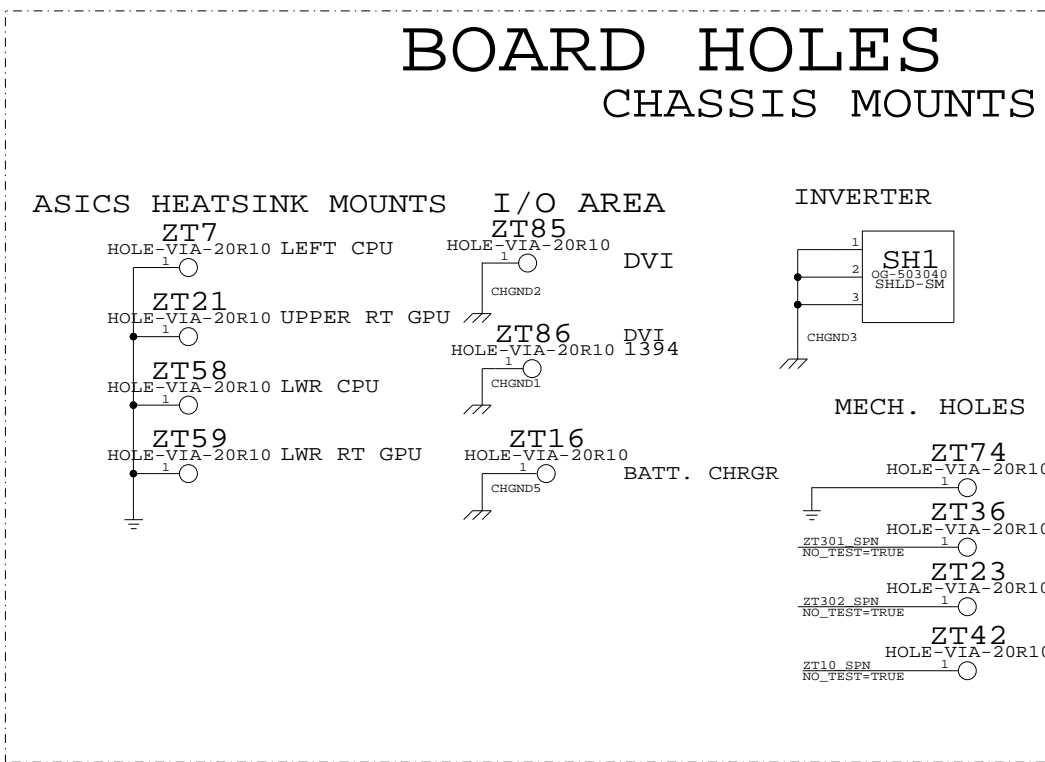 BOARD HOLES
CHASSIS MOUNTS
ASICS HEATSINK MOUNTS
ZT7
HOLE-VIA-20R10 LEFT CPU
1
ZT21
HOLE-VIA-20R10 UPPER RT GPU
1
ZT58
HOLE-VIA-20R10 LWR CPU
1
ZT59
HOLE-VIA-20R10 LWR RT GPU
1
I/O AREA
ZT85
HOLE-VIA-20R10
1
DVI
CHGND2
ZT86
HOLE-VIA-20R10
1
DVI
1394
CHGND1
ZT16
HOLE-VIA-20R10
1
BATT. CHRGR
CHGND5
INVERTER
1
2
3
SH1
OG-503040
SHLD-SM
CHGND3
MECH. HOLES
ZT74
HOLE-VIA-20R10
1
ZT36
HOLE-VIA-20R10
1
ZT301_SPN
NO_TEST=TRUE
ZT23
HOLE-VIA-20R10
1
ZT302_SPN
NO_TEST=TRUE
ZT42
HOLE-VIA-20R10
1
ZT10_SPN
NO_TEST=TRUE